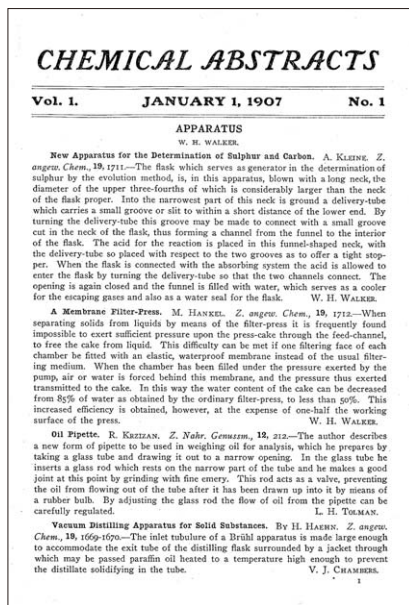 CHEMICAL ABSTRACTS
Vol. 1. JANUARY 1, 1907 No. 1
APPARATUS
W. H. WALKER.
New Apparatus for the Determination of Sulphur and Carbon. A. KLEINE. Z.
angew. Chem., 19, 1711.—The flask which serves as generator in the determination of
sulphur by the evolution method, is, in this apparatus, blown with a long neck, the
diameter of the upper three-fourths of which is considerably larger than the neck
of the flask proper. Into the narrowest part of this neck is ground a delivery-tube
which carries a small groove or slit to within a short distance of the lower end. By
turning the delivery-tube this groove may be made to connect with a small groove
cut in the neck of the flask, thus forming a channel from the funnel to the interior
of the flask. The acid for the reaction is placed in this funnel-shaped neck, with
the delivery-tube so placed with respect to the two grooves as to offer a tight stop-
per. When the flask is connected with the absorbing system the acid is allowed to
enter the flask by turning the delivery-tube so that the two channels connect. The
opening is again closed and the funnel is filled with water, which serves as a cooler
for the escaping gases and also as a water seal for the flask. W. H. WALKER.
A Membrane Filter-Press. M. HANKEL. Z. angew. Chem., 19, 1712.—When
separating solids from liquids by means of the filter-press it is frequently found
impossible to exert sufficient pressure upon the press-cake through the feed-channel,
to free the cake from liquid. This difficulty can be met if one filtering face of each
chamber be fitted with an elastic, waterproof membrane instead of the usual filter-
ing medium. When the chamber has been filled under the pressure exerted by the
pump, air or water is forced behind this membrane, and the pressure thus exerted
transmitted to the cake. In this way the water content of the cake can be decreased
from 85% of water as obtained by the ordinary filter-press, to less than 50%. This
increased efficiency is obtained, however, at the expense of one-half the working
surface of the press. W. H. WALKER.
Oil Pipette. R. KRZIZAN. Z. Nahr. Genussm., 12, 212.—The author describes
a new form of pipette to be used in weighing oil for analysis, which he prepares by
taking a glass tube and drawing it out to a narrow opening. In the glass tube he
inserts a glass rod which rests on the narrow part of the tube and he makes a good
joint at this point by grinding with fine emery. This rod acts as a valve, preventing
the oil from flowing out of the tube after it has been drawn up into it by means of
a rubber bulb. By adjusting the glass rod the flow of oil from the pipette can be
carefully regulated. L. H. TOLMAN.
Vacuum Distilling Apparatus for Solid Substances. By H. HAEHN. Z. angew.
Chem., 19, 1669-1670.—The inlet tubulure of a Brühl apparatus is made large enough
to accommodate the exit tube of the distilling flask surrounded by a jacket through
which may be passed paraffin oil heated to a temperature high enough to prevent
the distillate solidifying in the tube. V. J. CHAMBERS.
1